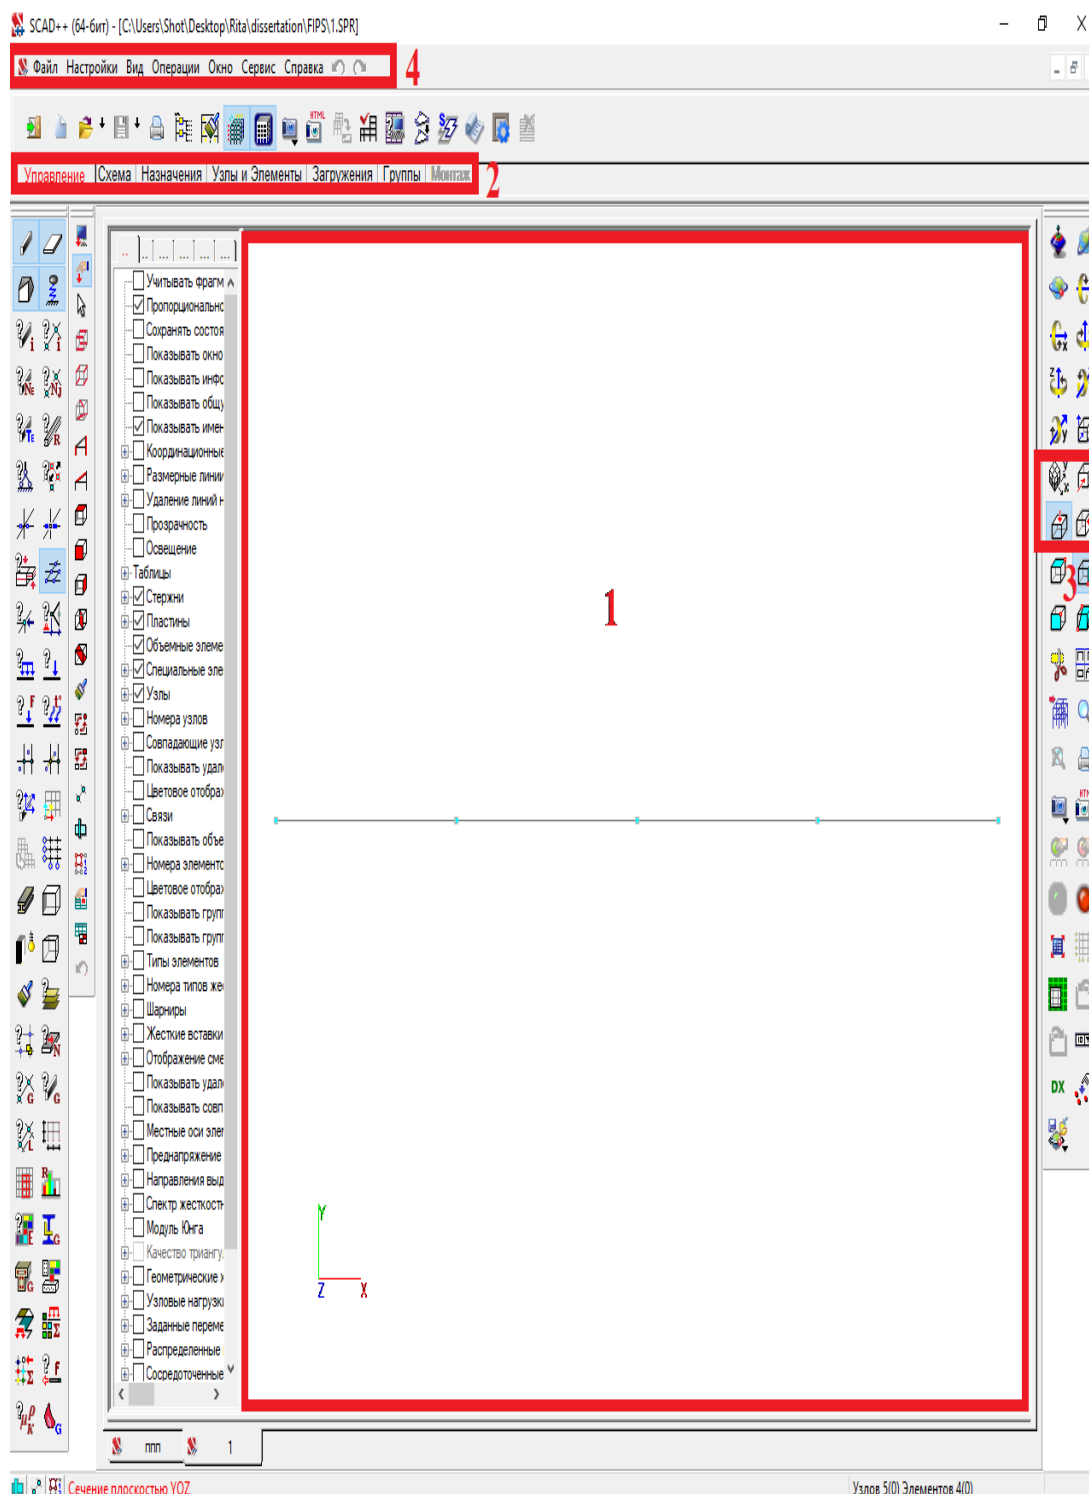 SCAD++ (64-бит) - [C:\Users\Shot\Desktop\Rita\dissertation\FIPS\1.SPR]
Файл Настройки Вид Операции Окно Сервис Справка
4
HTML
Управление Схема Назначения Узлы и Элементы Загружения Группы Монтаж
2
Учитывать фрагм
Пропорционально
Сохранять состоя
Показывать окно
Показывать инфо
Показывать общу
Показывать имен
Координационные
Размерные линии
Удаление линий н
Прозрачность
Освещение
Таблицы
Стержни
Пластины
Объемные элеме
Специальные эле
Узлы
Номера узлов
Совпадающие узл
Показывать удал
Цветовое отображ
Связи
Показывать объе
Номера элементо
Цветовое отображ
Показывать групп
Показывать групп
Типы элементов
Номера типов же
Шарниры
Жесткие вставки
Отображение сме
Показывать удал
Показывать совп
Местные оси элем
Преднапряжение
Направления выд
Спектр жесткост
Модуль Юнга
Качество триангу
Геометрические х
Узловые нагрузки
Заданные переме
Распределенные
Сосредоточенные
1
3
Y
Z X
DX
ппп 1
Сечение плоскостью YOZ
Узлов 5(0) Элементов 4(0)